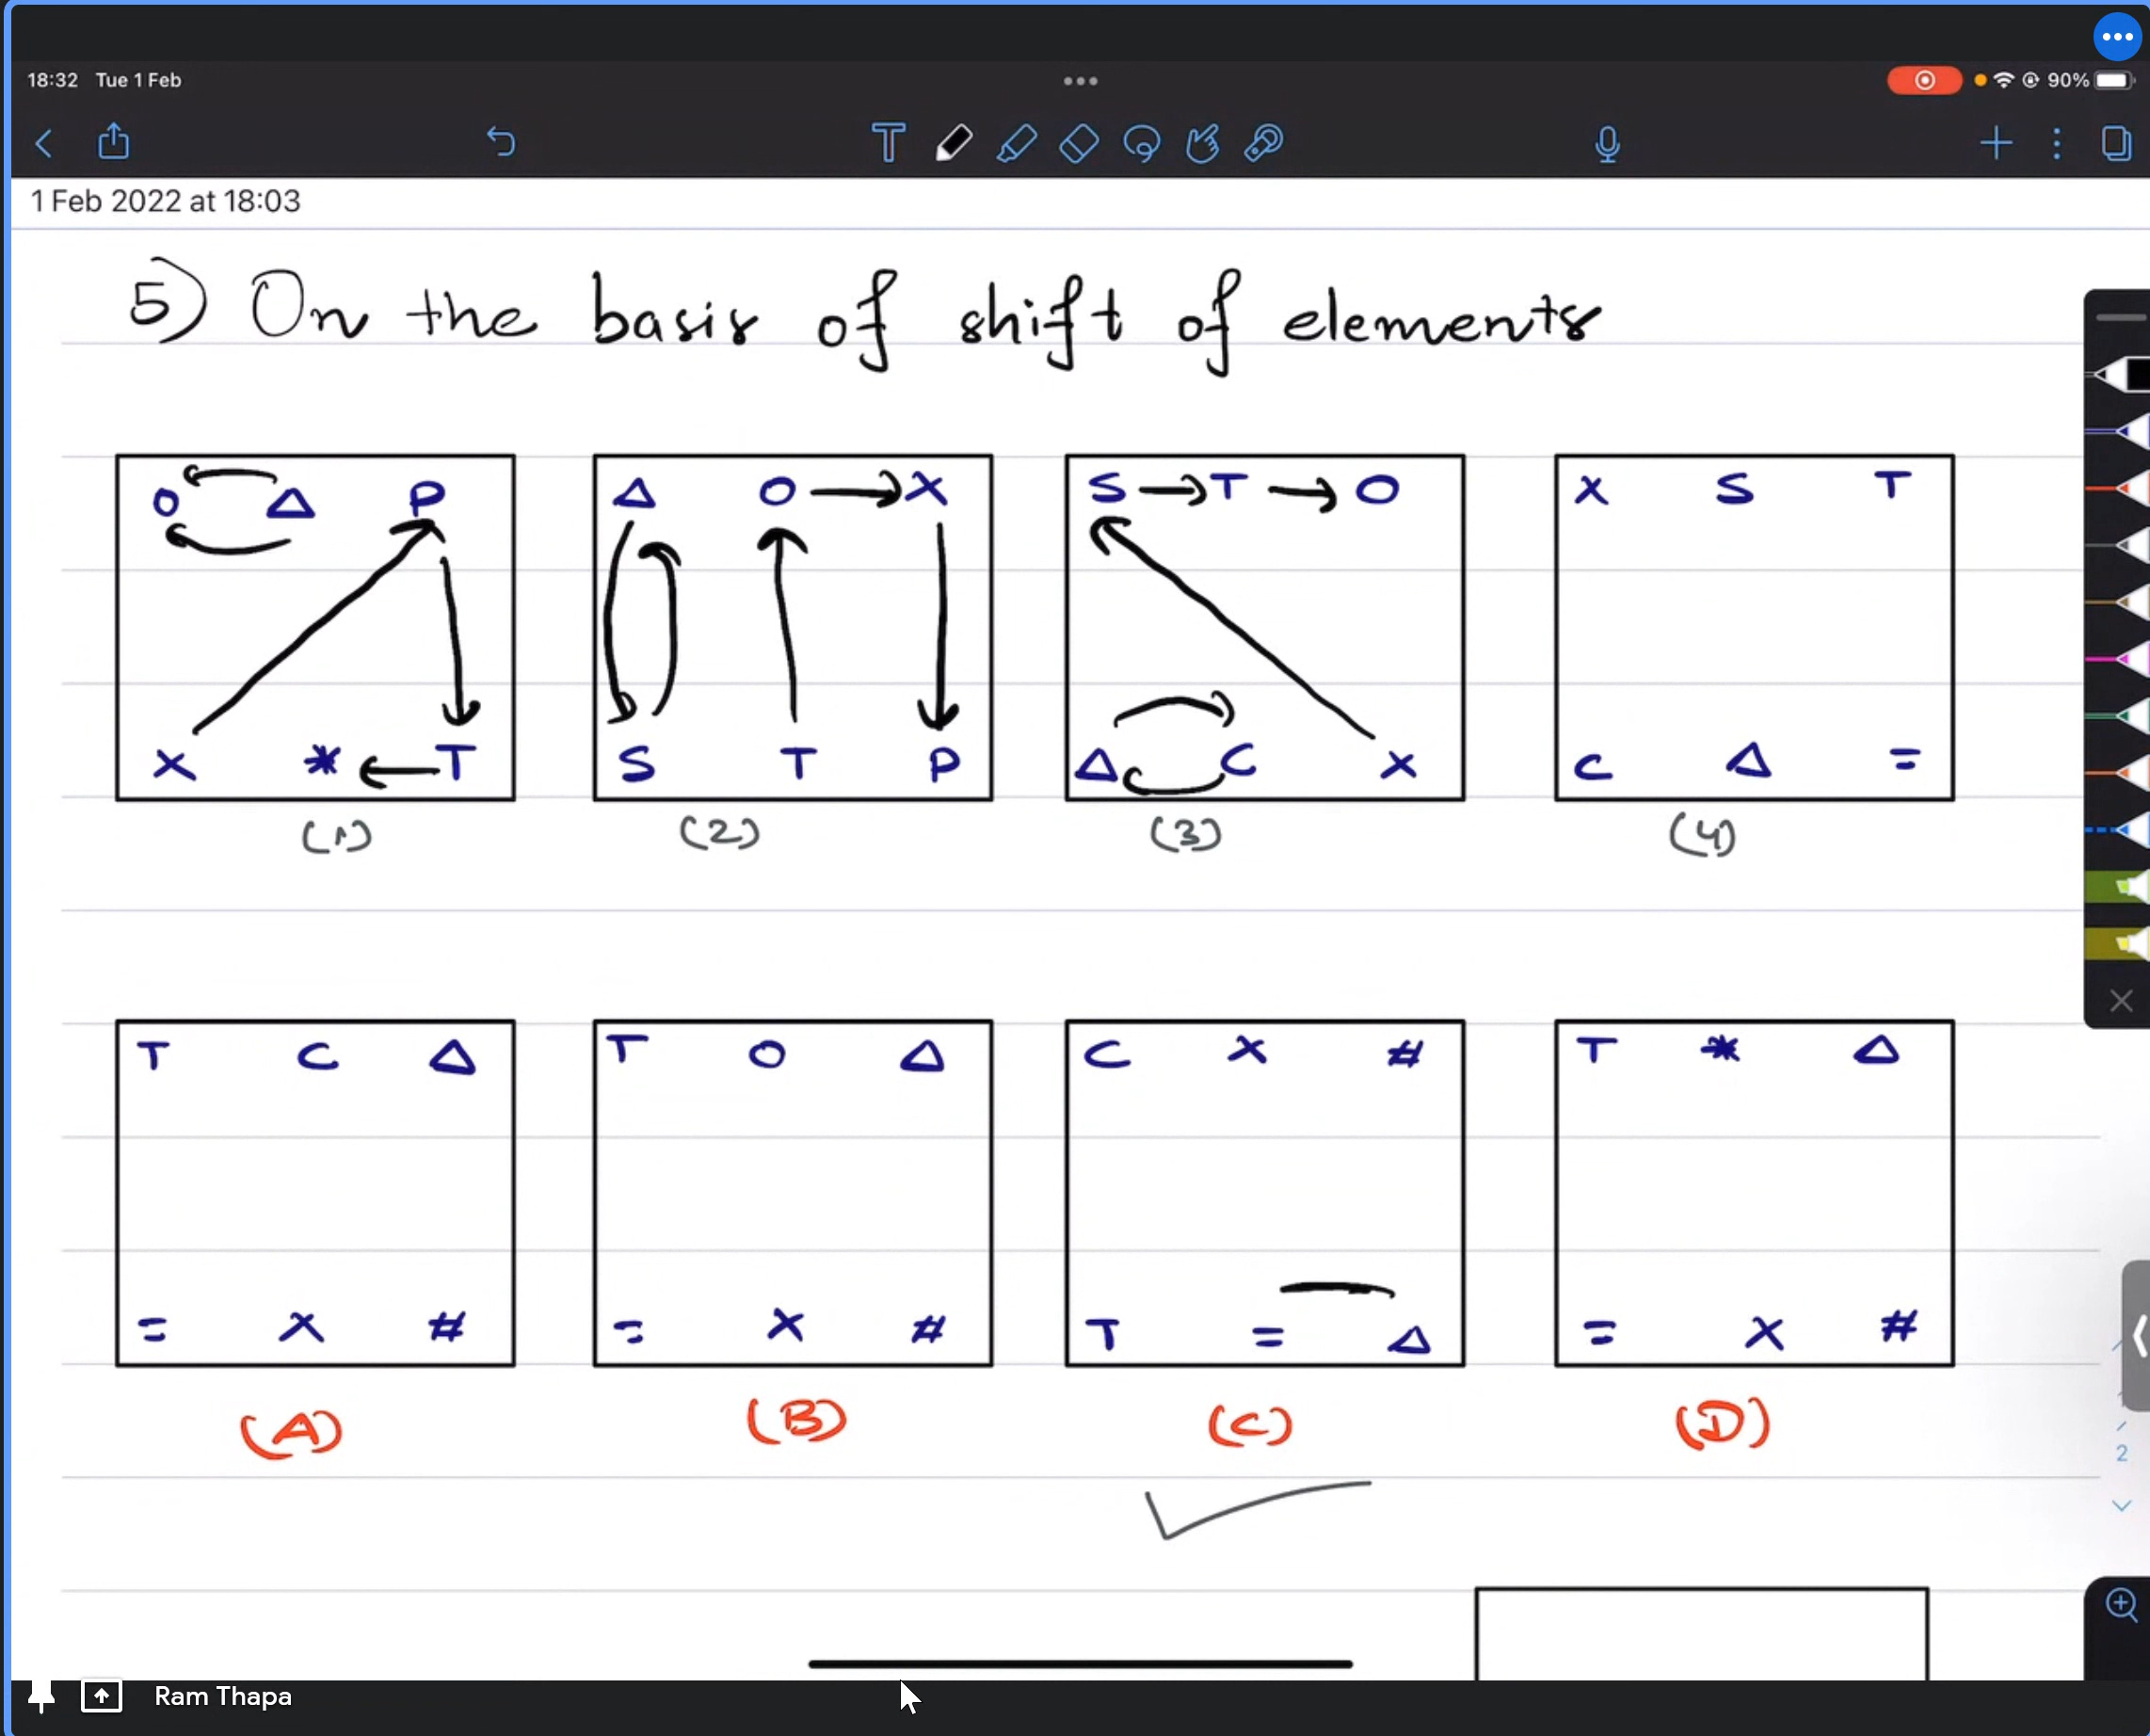 18:32 Tue 1 Feb
90%
1 Feb 2022 at 18:03
5) On the basis of shift of elements
O Δ P
X * T
(1)
Δ O X
S T P
(2)
S T O
Δ C X
(3)
X S T
C Δ =
(4)
T C Δ
= X #
(A)
T O Δ
= X #
(B)
C X #
T = Δ
(C)
T * Δ
= X #
(D)
2
Ram Thapa